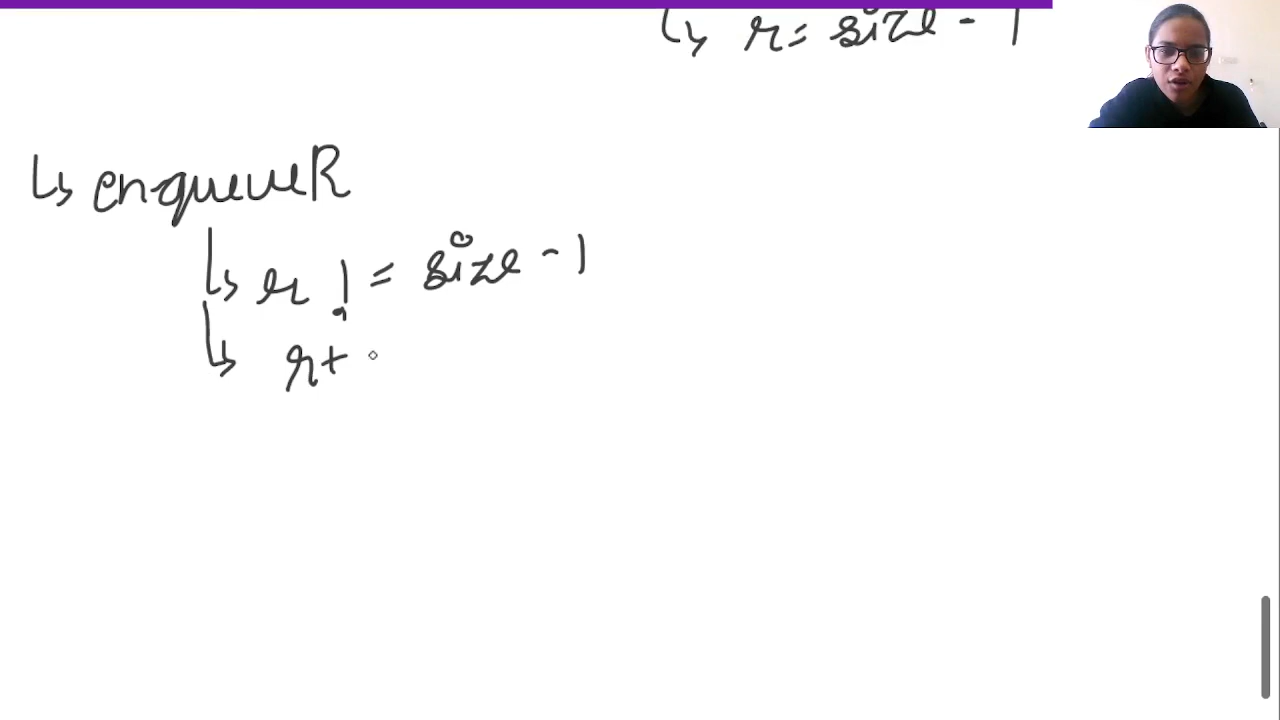 ↳ r = size - 1
↳ enqueueR
↳ r != size - 1
↳ r+